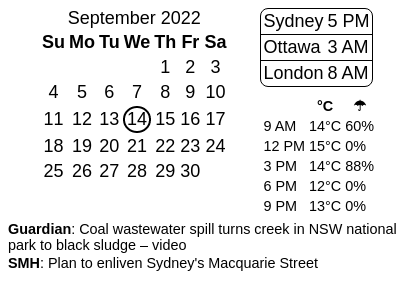 September 2022
Su Mo Tu We Th Fr Sa
1 2 3
4 5 6 7 8 9 10
11 12 13 14 15 16 17
18 19 20 21 22 23 24
25 26 27 28 29 30
Sydney 5 PM
Ottawa 3 AM
London 8 AM
°C ☂
9 AM 14°C 60%
12 PM 15°C 0%
3 PM 14°C 88%
6 PM 12°C 0%
9 PM 13°C 0%
Guardian: Coal wastewater spill turns creek in NSW national
park to black sludge – video
SMH: Plan to enliven Sydney's Macquarie Street